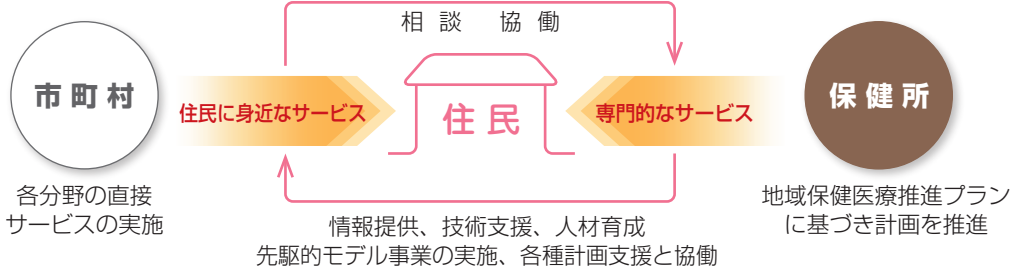 相談 協働
市町村
住民に身近なサービス
住民
専門的なサービス
保健所
各分野の直接
サービスの実施
地域保健医療推進プラン
に基づき計画を推進
情報提供、技術支援、人材育成
先駆的モデル事業の実施、各種計画支援と協働